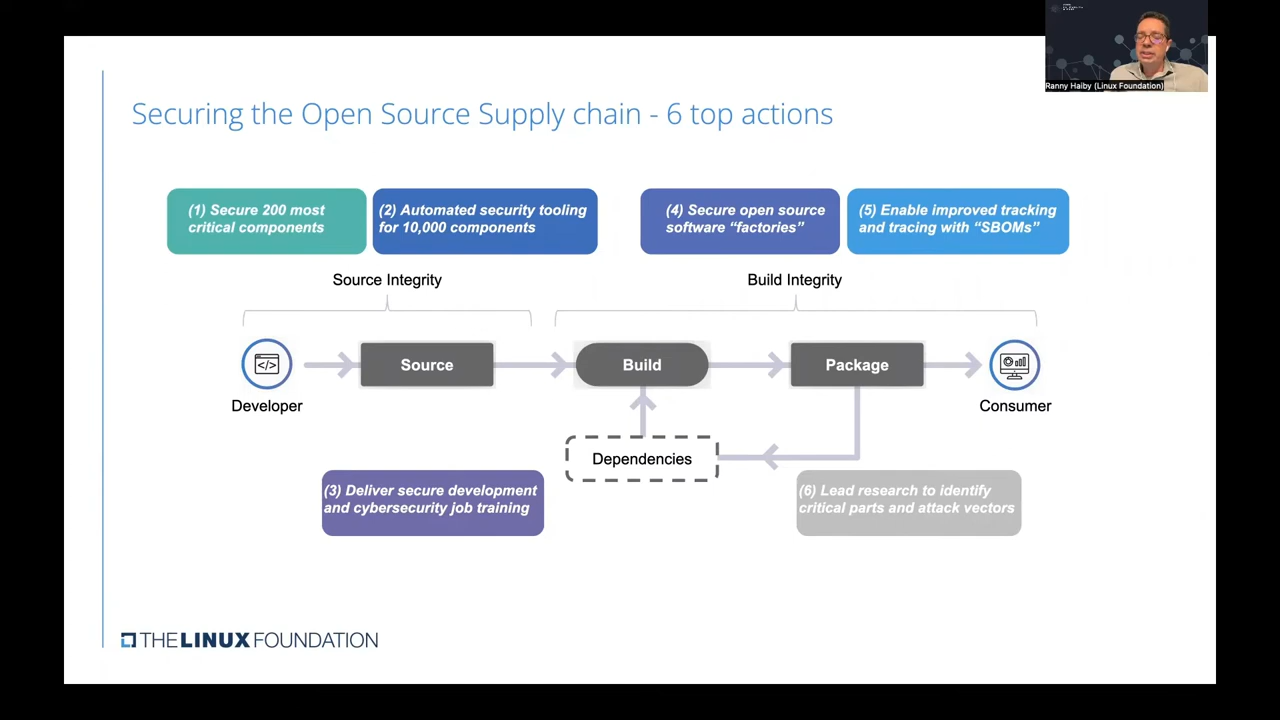 Ranny Haiby (Linux Foundation)
Securing the Open Source Supply chain - 6 top actions
(1) Secure 200 most
critical components
(2) Automated security tooling
for 10,000 components
(4) Secure open source
software “factories”
(5) Enable improved tracking
and tracing with “SBOMs”
Source Integrity
Build Integrity
</>
Source
Build
Package
Developer
Consumer
Dependencies
(3) Deliver secure development
and cybersecurity job training
(6) Lead research to identify
critical parts and attack vectors
THE LINUX FOUNDATION